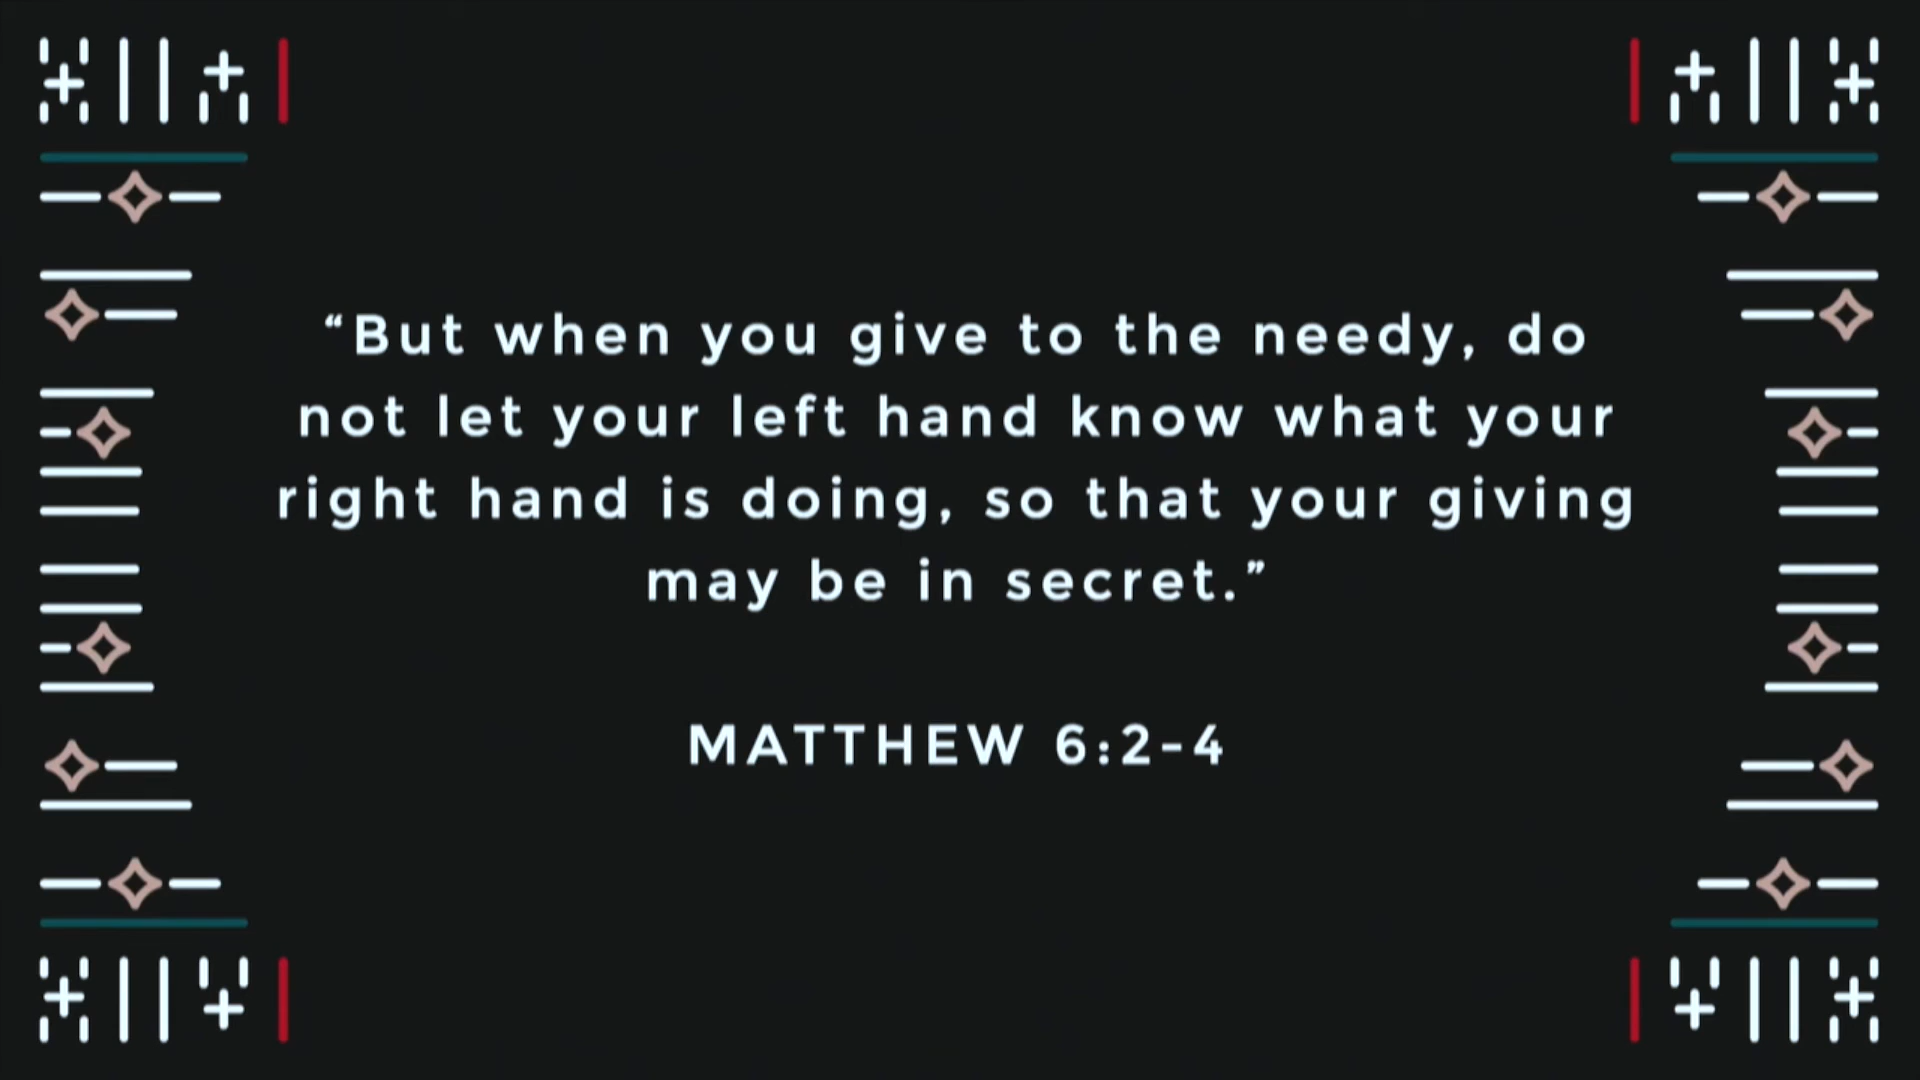 “But when you give to the needy, do
not let your left hand know what your
right hand is doing, so that your giving
may be in secret.”
MATTHEW 6:2-4